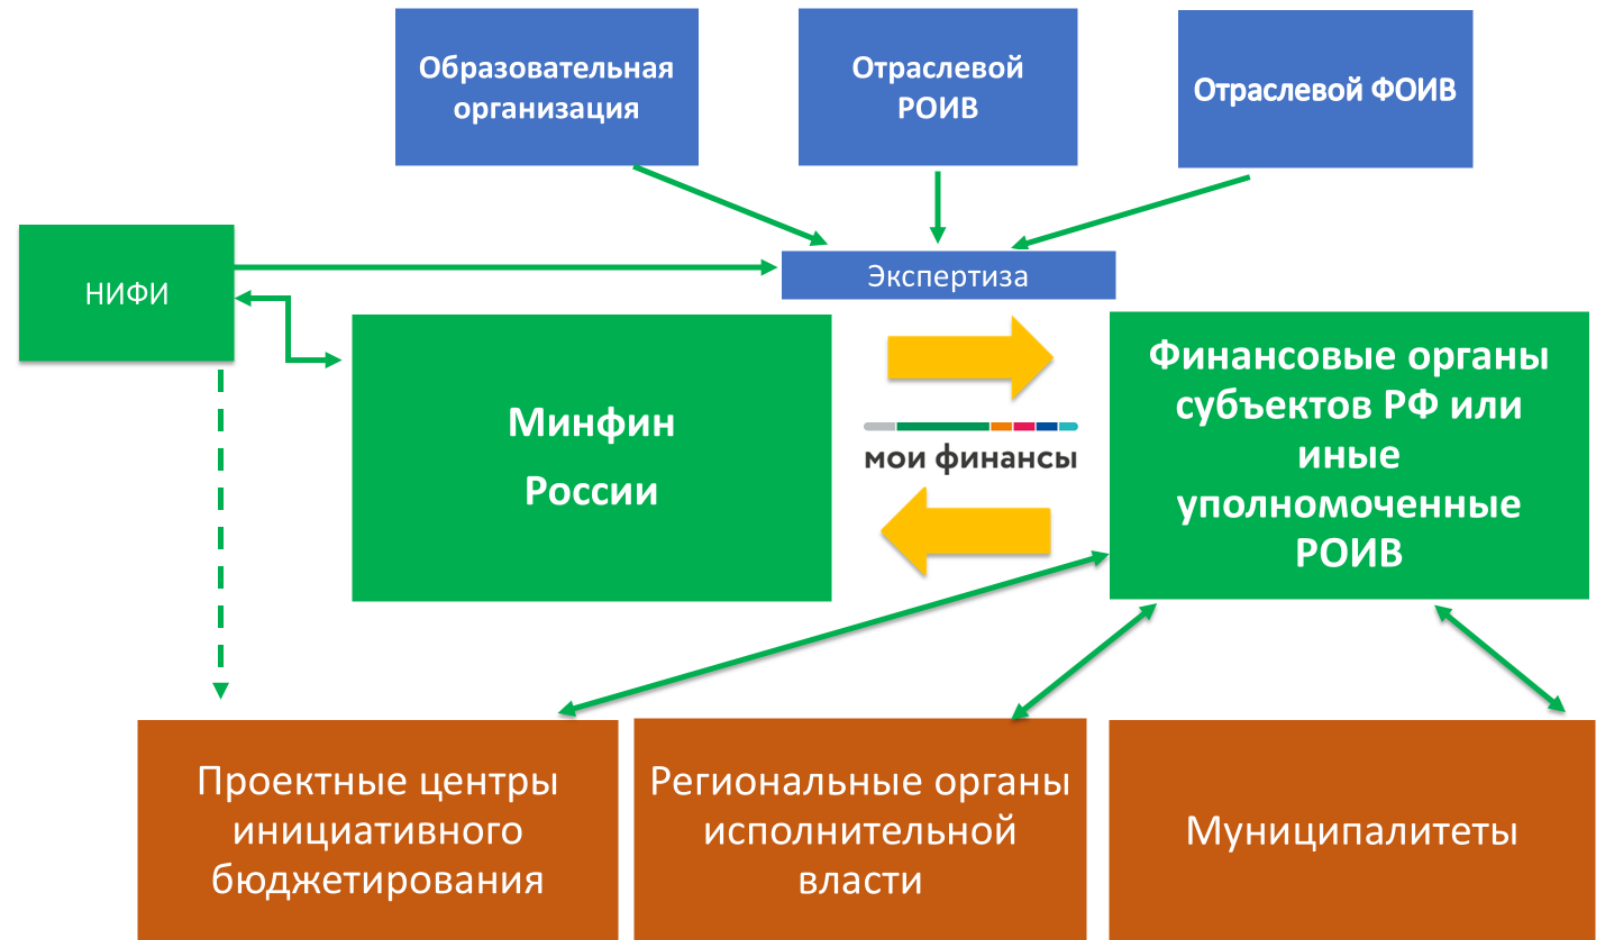 Образовательная
организация
Отраслевой
РОИВ
Отраслевой ФОИВ
НИФИ
Экспертиза
Минфин
России
мои финансы
Финансовые органы
субъектов РФ или
иные
уполномоченные
РОИВ
Проектные центры
инициативного
бюджетирования
Региональные органы
исполнительной
власти
Муниципалитеты